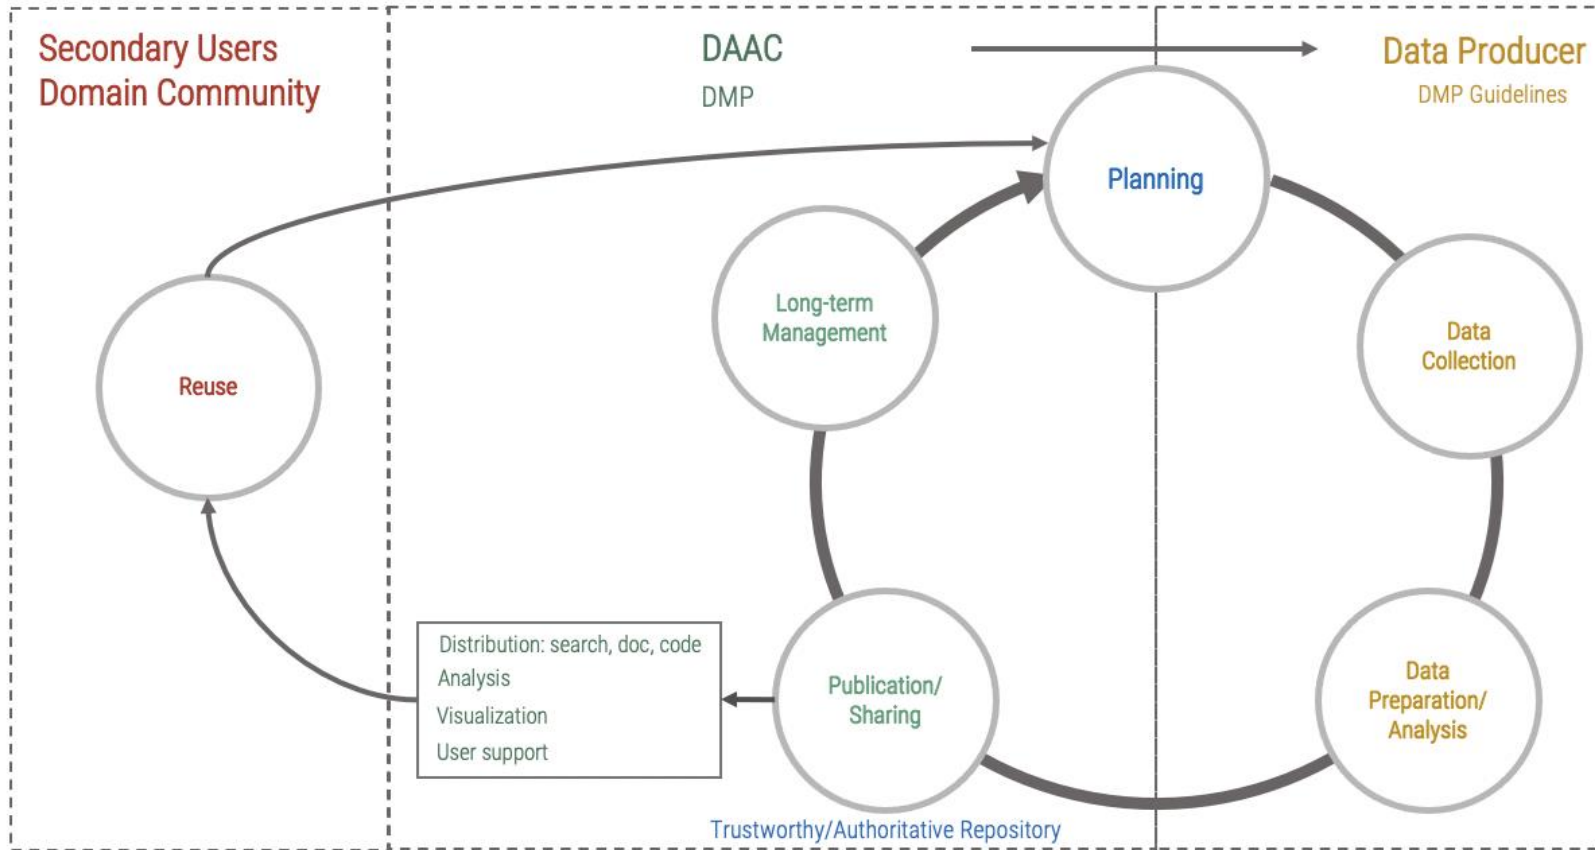 Secondary Users
Domain Community
DAAC
DMP
Data Producer
DMP Guidelines
Planning
Long-term
Management
Data
Collection
Reuse
Distribution: search, doc, code
Analysis
Visualization
User support
Publication/
Sharing
Data
Preparation/
Analysis
Trustworthy/Authoritative Repository